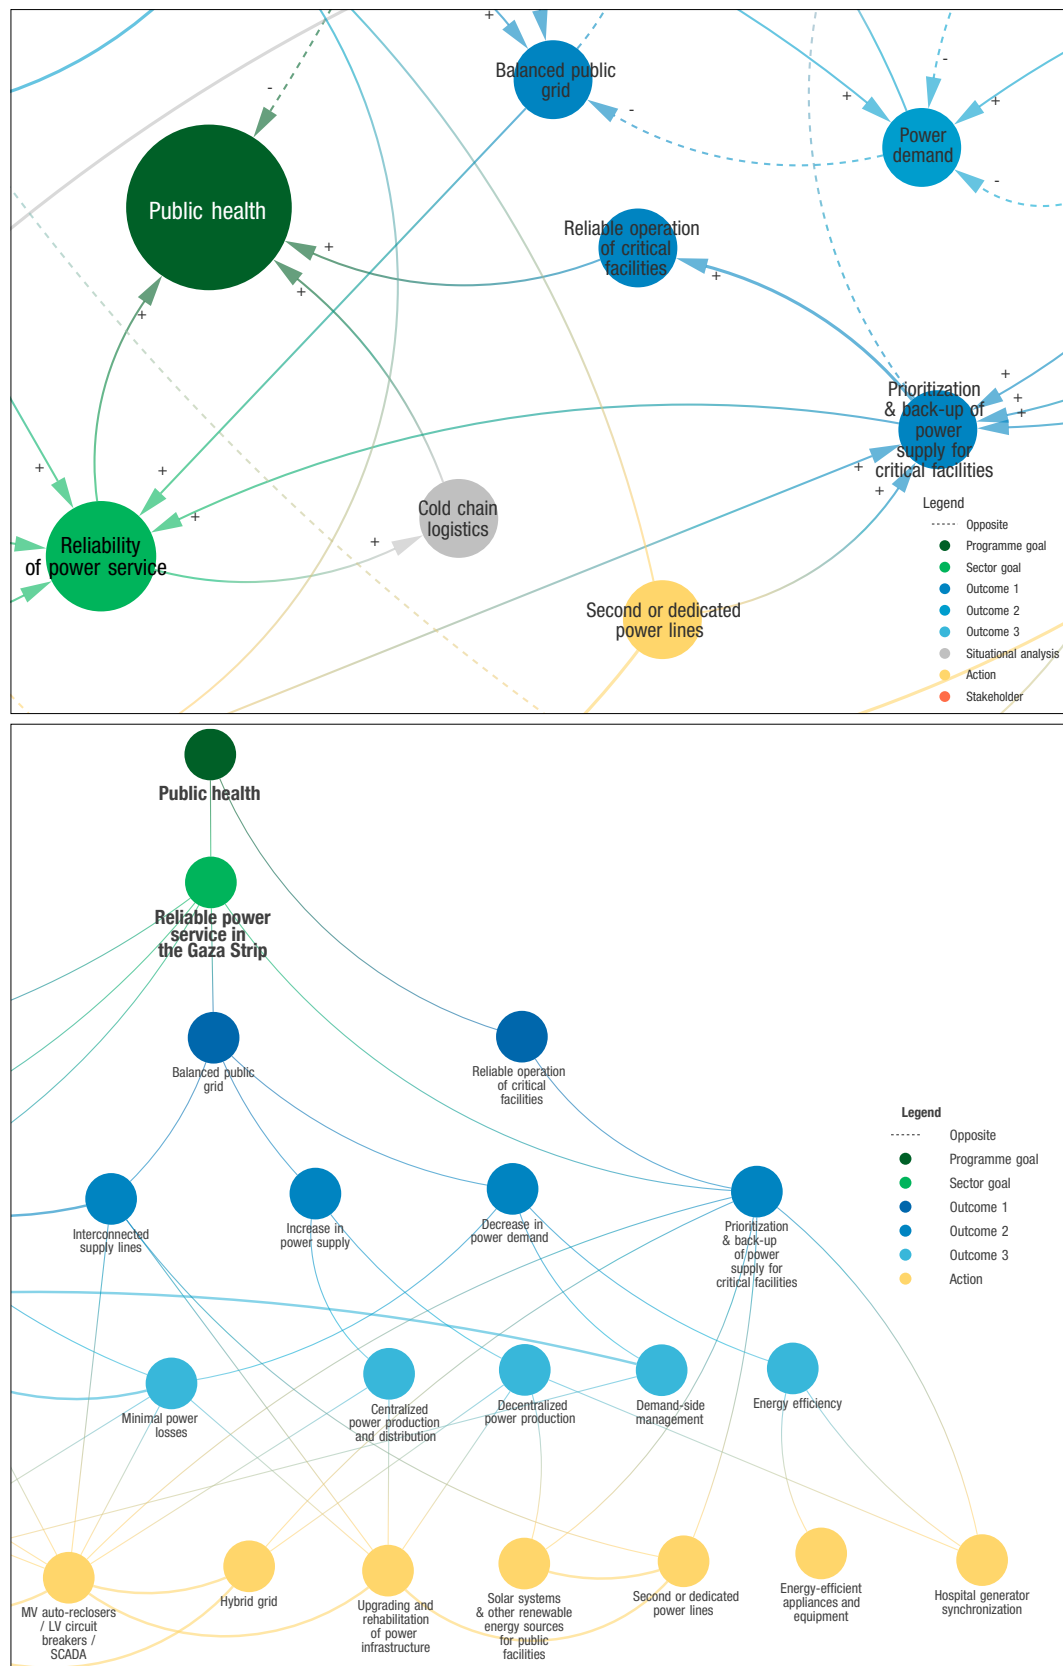 +
Balanced public
grid
-
-
+
+
-
Power
demand
-
Public health
Reliable operation
of critical
facilities
+
+
+
+
+
+
+
Prioritization
& back-up of
power
supply for
critical facilities
+
+
+
+
+
Cold chain
logistics
+
Reliability
of power service
Second or dedicated
power lines
Legend
Opposite
Programme goal
Sector goal
Outcome 1
Outcome 2
Outcome 3
Situational analysis
Action
Stakeholder
Public health
Reliable power
service in
the Gaza Strip
Balanced public
grid
Reliable operation
of critical
facilities
Legend
Opposite
Programme goal
Sector goal
Outcome 1
Outcome 2
Outcome 3
Action
Interconnected
supply lines
Increase in
power supply
Decrease in
power demand
Prioritization
& back-up
of power
supply for
critical facilities
Minimal power
losses
Centralized
power production
and distribution
Decentralized
power production
Demand-side
management
Energy efficiency
MV auto-reclosers
/ LV circuit
breakers /
SCADA
Hybrid grid
Upgrading and
rehabilitation
of power
infrastructure
Solar systems
& other renewable
energy sources
for public
facilities
Second or dedicated
power lines
Energy-efficient
appliances and
equipment
Hospital generator
synchronization